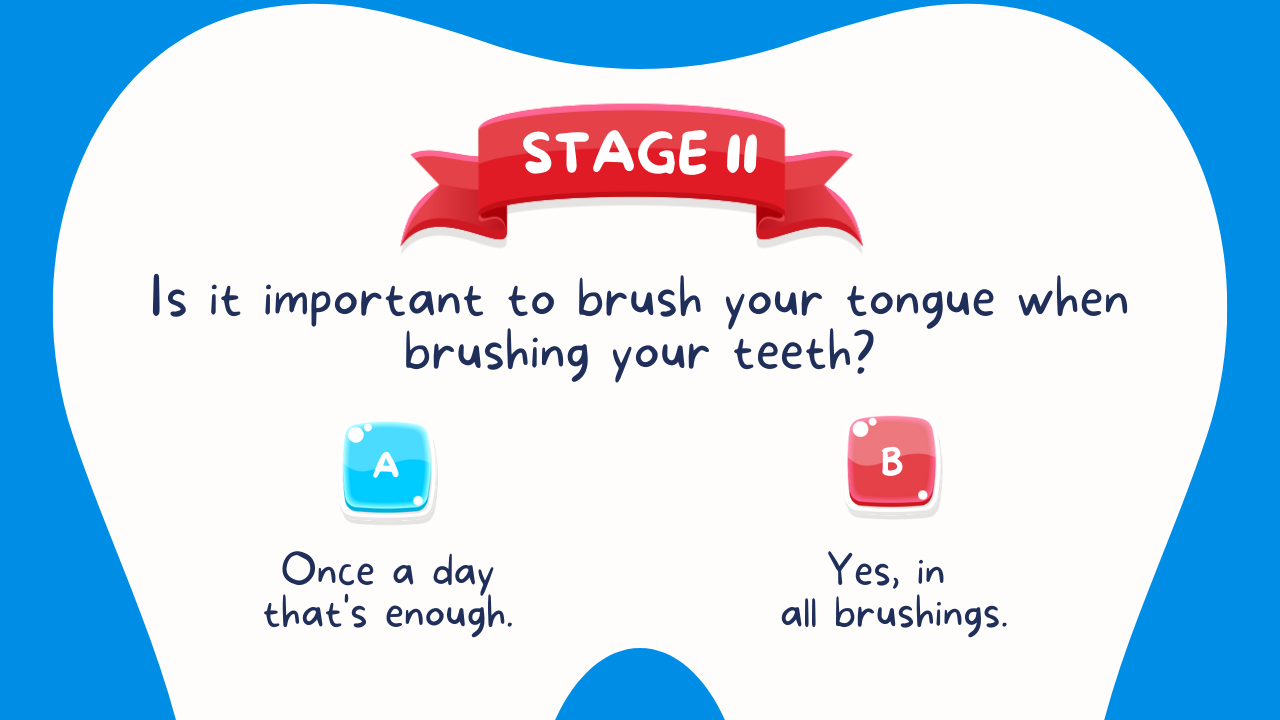 STAGE II
Is it important to brush your tongue when
brushing your teeth?
A
B
Once a day
that's enough.
Yes, in
all brushings.